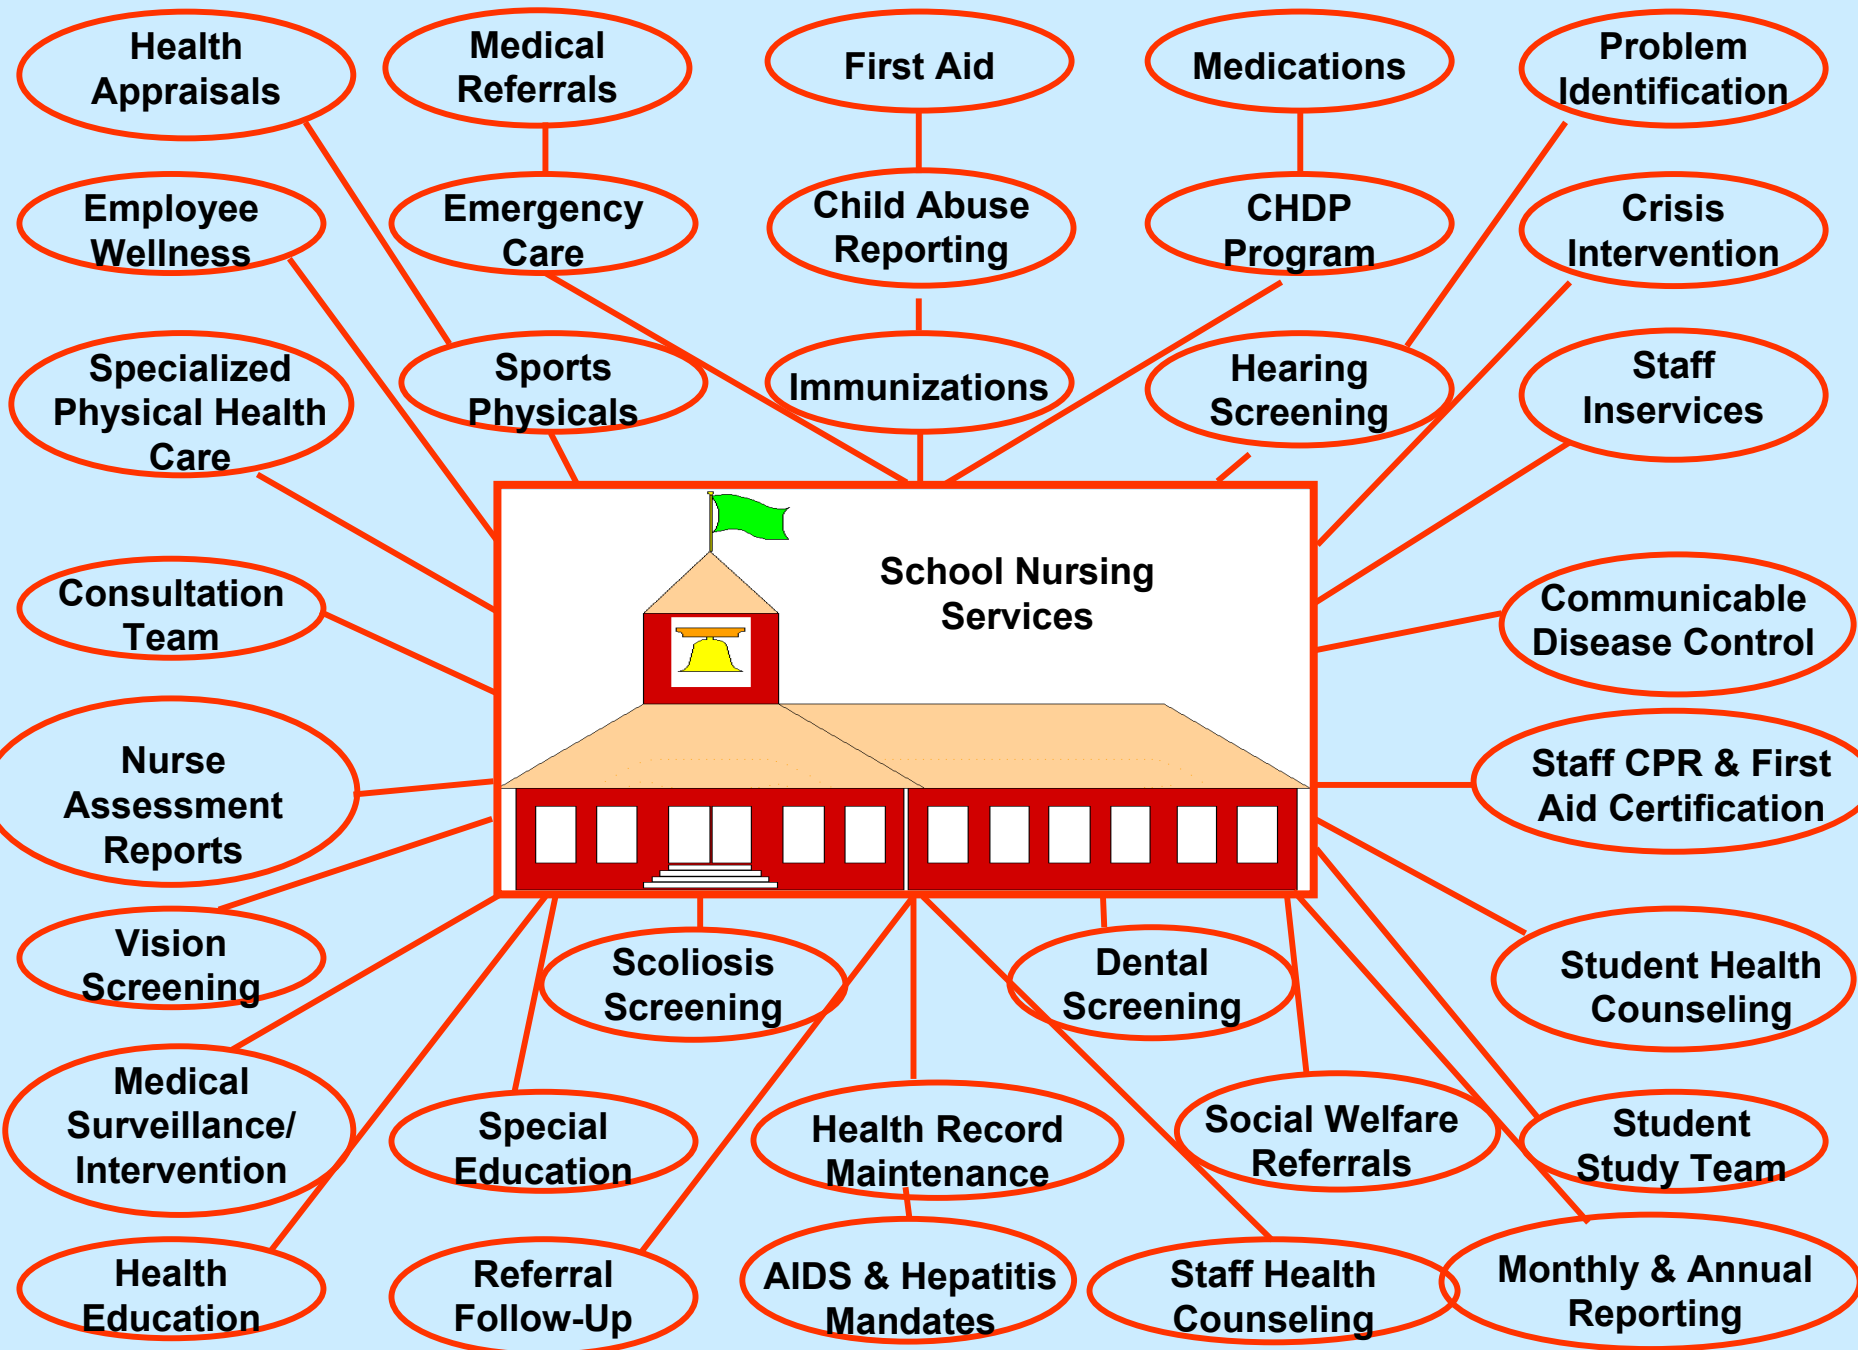 Health
Appraisals
Medical
Referrals
First Aid
Medications
Problem
Identification
Employee
Wellness
Emergency
Care
Child Abuse
Reporting
CHDP
Program
Crisis
Intervention
Specialized
Physical Health
Care
Sports
Physicals
Immunizations
Hearing
Screening
Staff
Inservices
School Nursing
Services
Consultation
Team
Communicable
Disease Control
Nurse
Assessment
Reports
Staff CPR & First
Aid Certification
Vision
Screening
Scoliosis
Screening
Dental
Screening
Student Health
Counseling
Medical
Surveillance/
Intervention
Special
Education
Health Record
Maintenance
Social Welfare
Referrals
Student
Study Team
Health
Education
Referral
Follow-Up
AIDS & Hepatitis
Mandates
Staff Health
Counseling
Monthly & Annual
Reporting